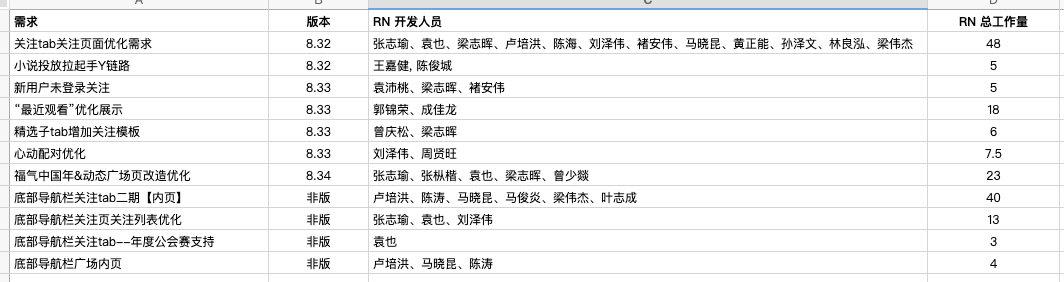 A C D
需求 版本 RN 开发人员 RN 总工作量
关注tab关注页面优化需求 8.32 张志瑜、袁也、梁志晖、卢培洪、陈海、刘泽伟、褚安伟、马晓昆、黄正能、孙泽文、林良泓、梁伟杰 48
小说投放拉起手Y链路 8.32 王嘉健, 陈俊城 5
新用户未登录关注 8.33 袁沛桃、梁志晖、褚安伟 5
“最近观看”优化展示 8.33 郭锦荣、成佳龙 18
精选子tab增加关注模板 8.33 曾庆松、梁志晖 6
心动配对优化 8.33 刘泽伟、周贤旺 7.5
福气中国年&动态广场页改造优化 8.34 张志瑜、张枞楷、袁也、梁志晖、曾少燚 23
底部导航栏关注tab二期【内页】 非版 卢培洪、陈涛、马晓昆、马俊炎、梁伟杰、叶志成 40
底部导航栏关注页关注列表优化 非版 张志瑜、袁也、刘泽伟 13
底部导航栏关注tab--年度公会赛支持 非版 袁也 3
底部导航栏广场内页 非版 卢培洪、马晓昆、陈涛 4